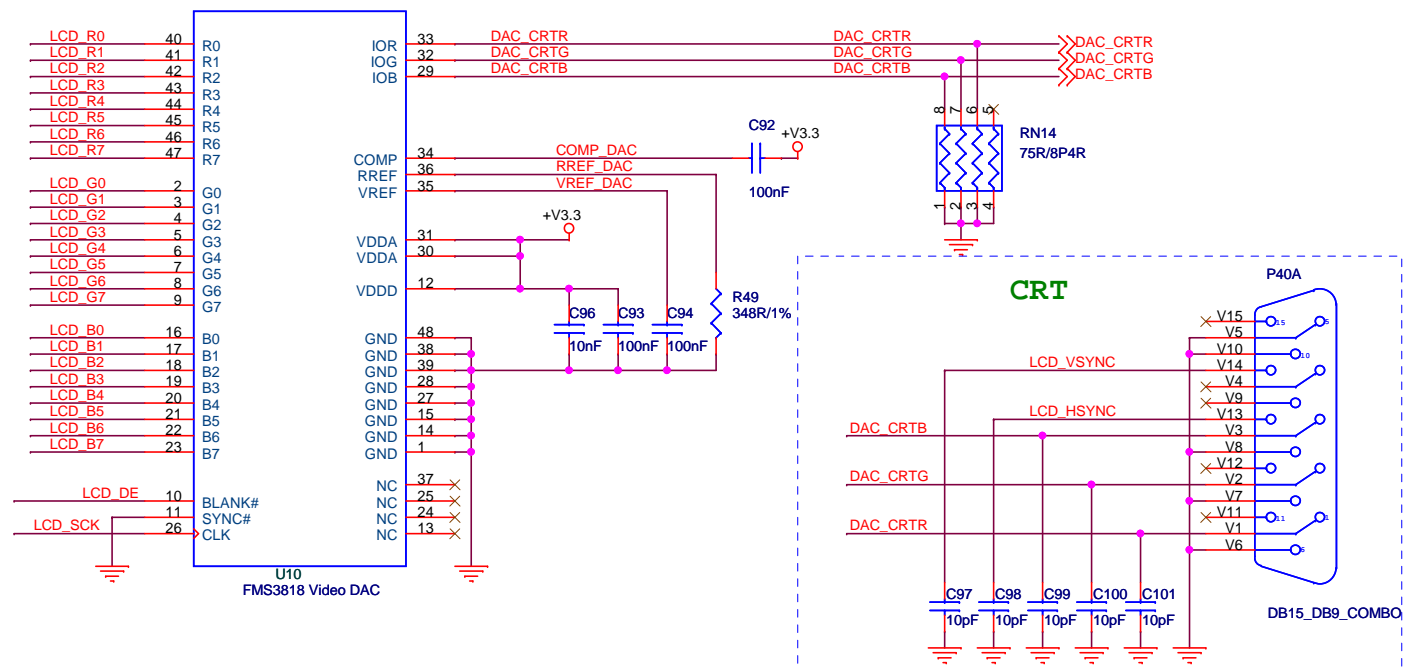 LCD_R0 40 R0
LCD_R1 41 R1
LCD_R2 42 R2
LCD_R3 43 R3
LCD_R4 44 R4
LCD_R5 45 R5
LCD_R6 46 R6
LCD_R7 47 R7
LCD_G0 2 G0
LCD_G1 3 G1
LCD_G2 4 G2
LCD_G3 5 G3
LCD_G4 6 G4
LCD_G5 7 G5
LCD_G6 8 G6
LCD_G7 9 G7
LCD_B0 16 B0
LCD_B1 17 B1
LCD_B2 18 B2
LCD_B3 19 B3
LCD_B4 20 B4
LCD_B5 21 B5
LCD_B6 22 B6
LCD_B7 23 B7
LCD_DE 10 BLANK#
11 SYNC#
LCD_SCK 26 CLK
IOR 33 DAC_CRTR DAC_CRTR DAC_CRTR
IOG 32 DAC_CRTG DAC_CRTG DAC_CRTG
IOB 29 DAC_CRTB DAC_CRTB DAC_CRTB
COMP 34 COMP_DAC
RREF 36 RREF_DAC
VREF 35 VREF_DAC
VDDA 31
VDDA 30
VDDD 12
GND 48
GND 38
GND 39
GND 28
GND 27
GND 15
GND 14
GND 1
NC 37
NC 25
NC 24
NC 13
U10
FMS3818 Video DAC
C92
+V3.3
100nF
+V3.3
C96
10nF
C93
100nF
C94
100nF
R49
348R/1%
8 7 6 5
RN14
75R/8P4R
1 2 3 4
CRT
P40A
V15 15 5
V5
V10 10
LCD_VSYNC V14
V4
V9
LCD_HSYNC V13
DAC_CRTB V3
V8
V12
DAC_CRTG V2
V7
V11 11 1
DAC_CRTR V1
V6 6
C97
10pF
C98
10pF
C99
10pF
C100
10pF
C101
10pF
DB15_DB9_COMBO